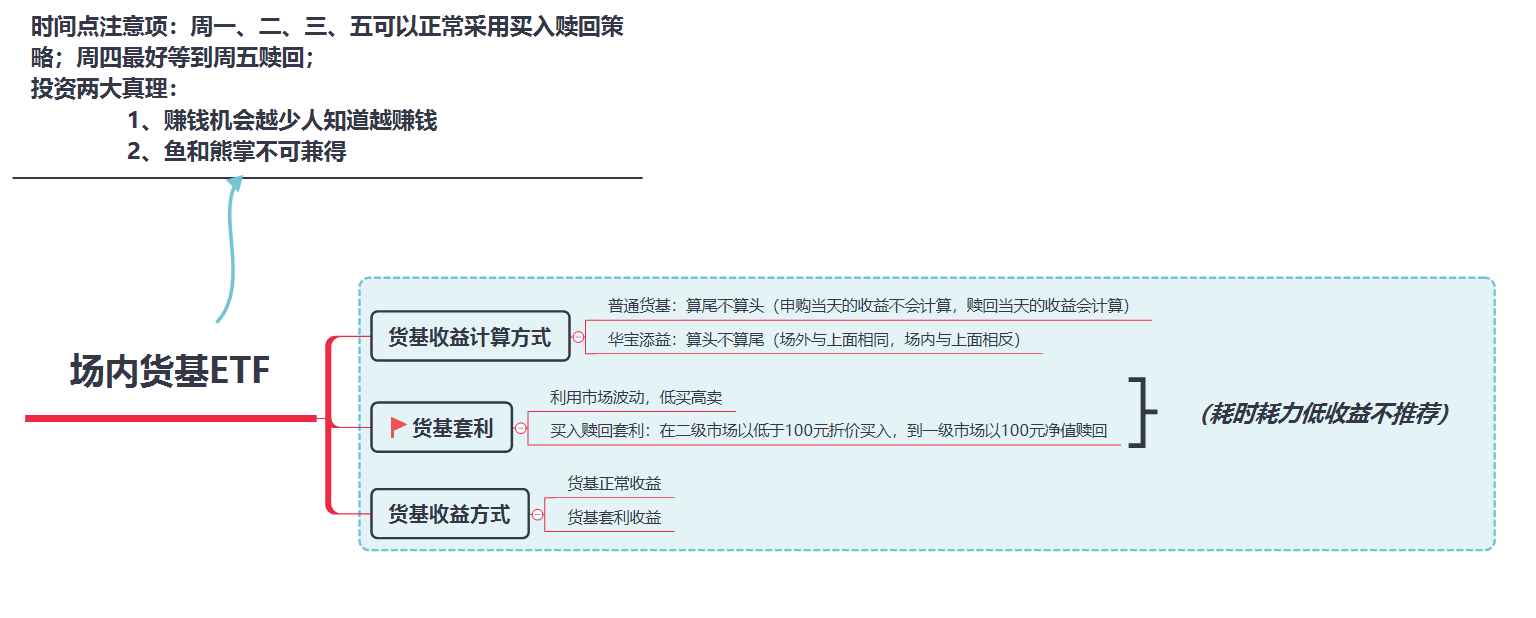 时间点注意项：周一、二、三、五可以正常采用买入赎回策
略；周四最好等到周五赎回；
投资两大真理：
1、赚钱机会越少人知道越赚钱
2、鱼和熊掌不可兼得
场内货基ETF
货基收益计算方式
普通货基：算尾不算头（申购当天的收益不会计算，赎回当天的收益会计算）
华宝添益：算头不算尾（场外与上面相同，场内与上面相反）
货基套利
利用市场波动，低买高卖
买入赎回套利：在二级市场以低于100元折价买入，到一级市场以100元净值赎回
（耗时耗力低收益不推荐）
货基收益方式
货基正常收益
货基套利收益